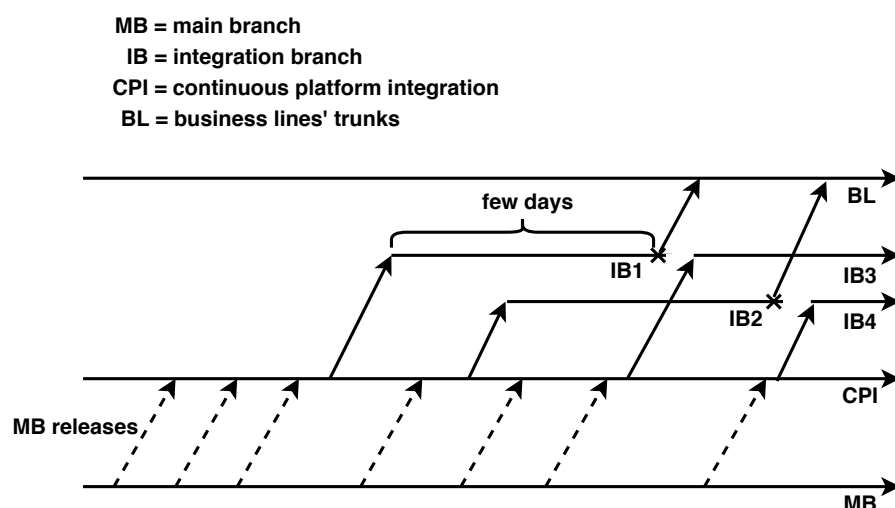 MB = main branch
IB = integration branch
CPI = continuous platform integration
BL = business lines' trunks
few days
BL
IB1
IB3
IB2
IB4
CPI
MB releases
MB